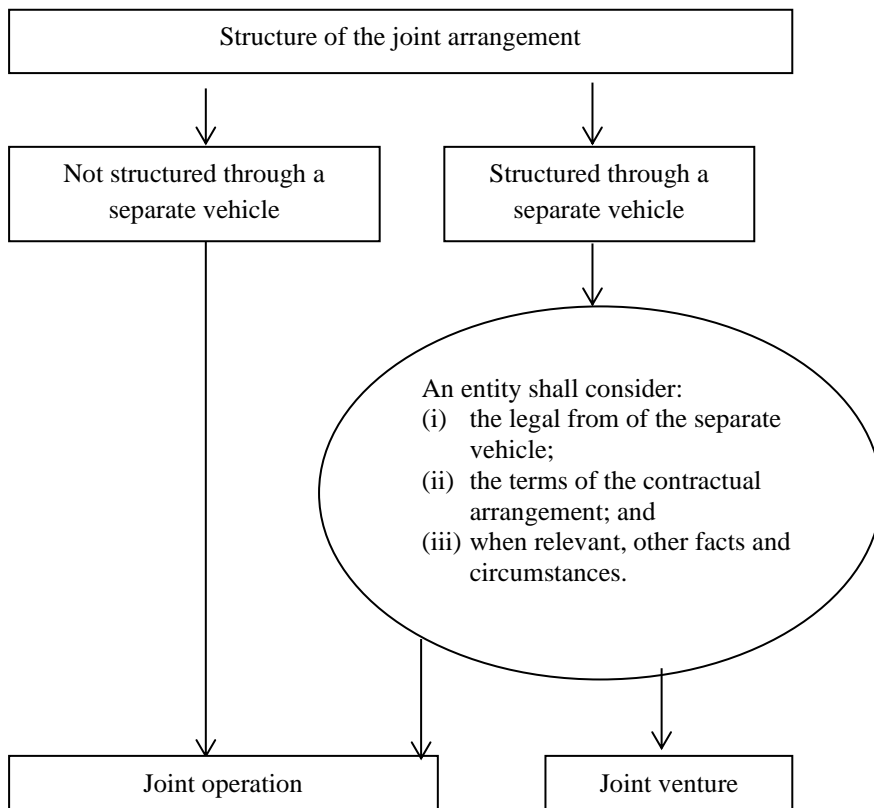 Structure of the joint arrangement
Not structured through a
separate vehicle
Structured through a
separate vehicle
An entity shall consider:
(i) the legal from of the separate
vehicle;
(ii) the terms of the contractual
arrangement; and
(iii) when relevant, other facts and
circumstances.
Joint operation
Joint venture